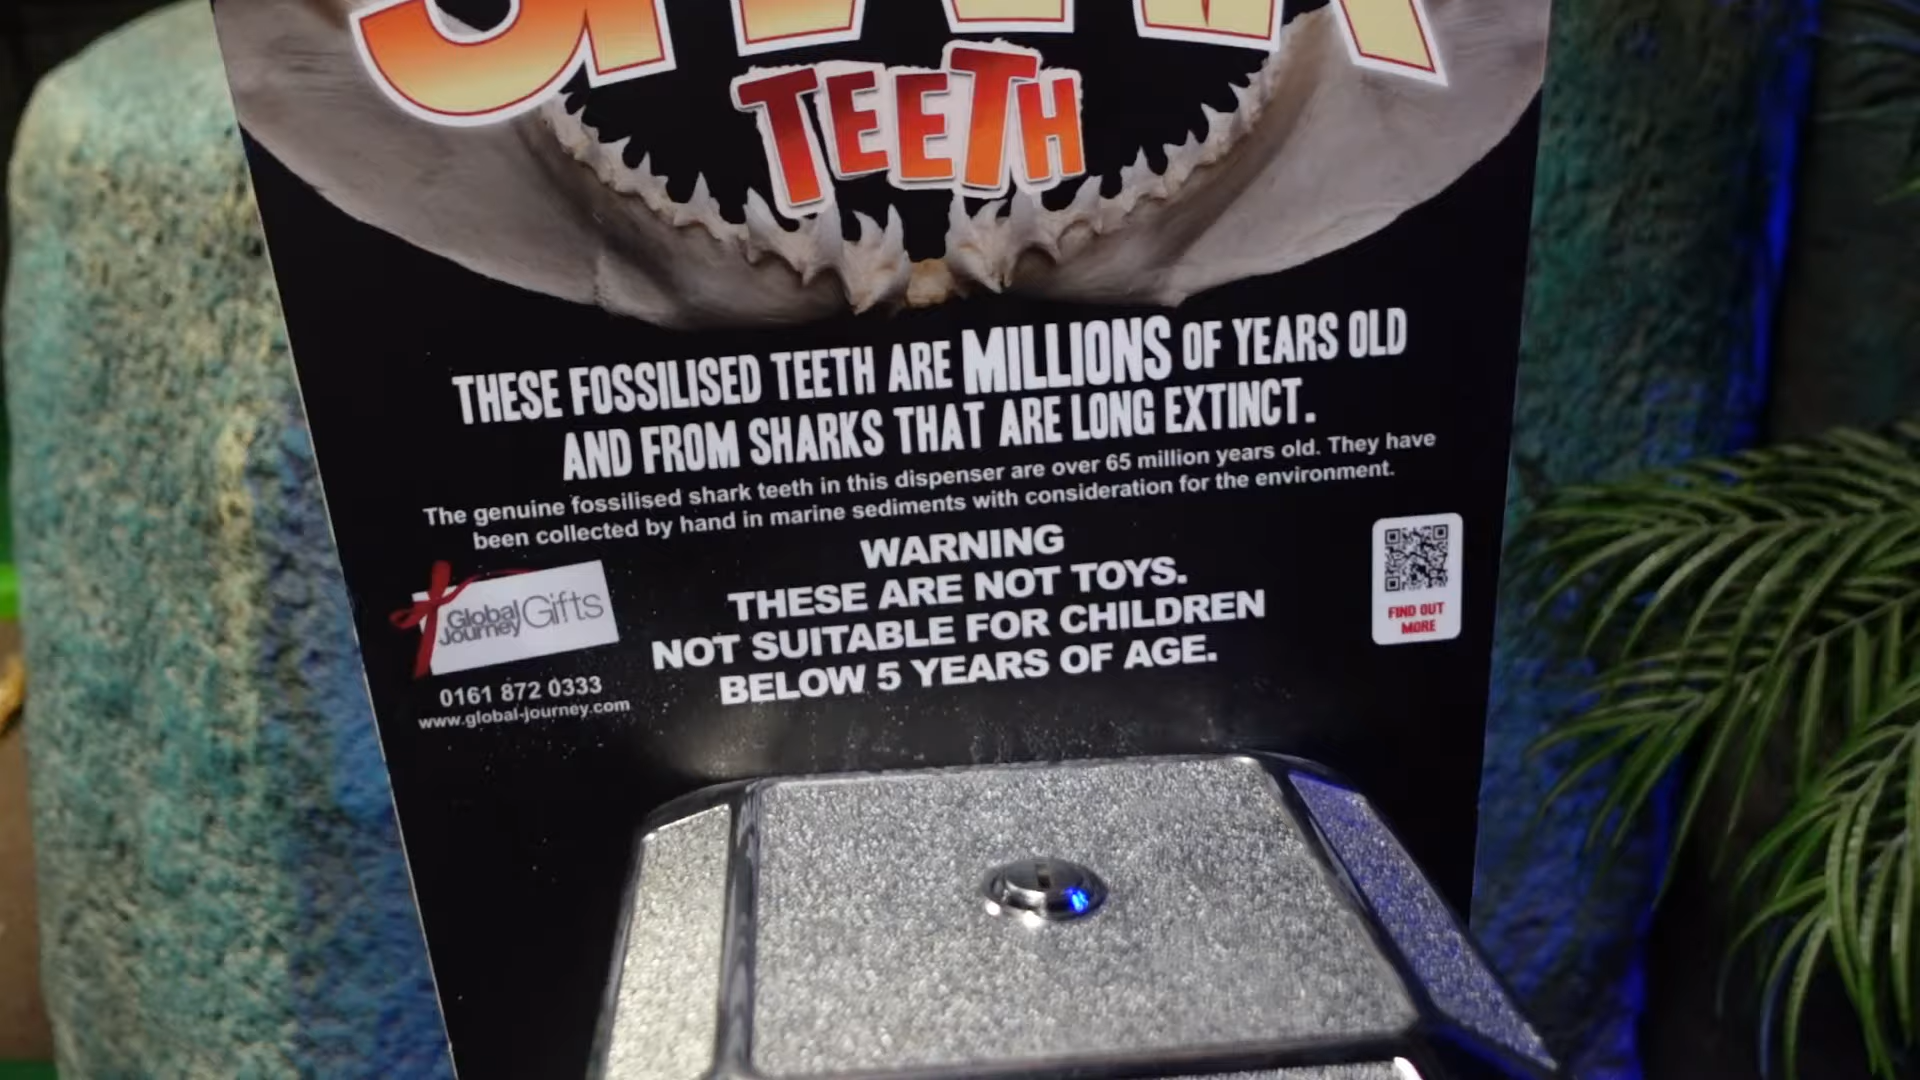 SHARK
TEETH
THESE FOSSILISED TEETH ARE MILLIONS OF YEARS OLD
AND FROM SHARKS THAT ARE LONG EXTINCT.
The genuine fossilised shark teeth in this dispenser are over 65 million years old. They have
been collected by hand in marine sediments with consideration for the environment.
WARNING
THESE ARE NOT TOYS.
NOT SUITABLE FOR CHILDREN
BELOW 5 YEARS OF AGE.
Global Journey Gifts
0161 872 0333
www.global-journey.com
FIND OUT
MORE